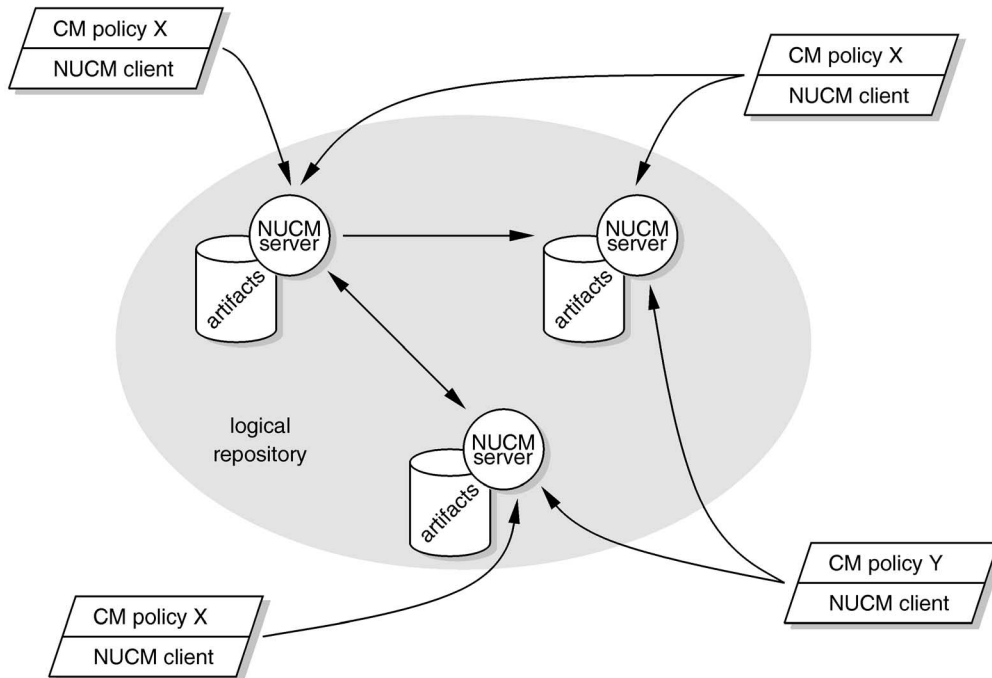 CM policy X
NUCM client
CM policy X
NUCM client
NUCM
server
artifacts
NUCM
server
artifacts
logical
repository
NUCM
server
artifacts
CM policy Y
NUCM client
CM policy X
NUCM client